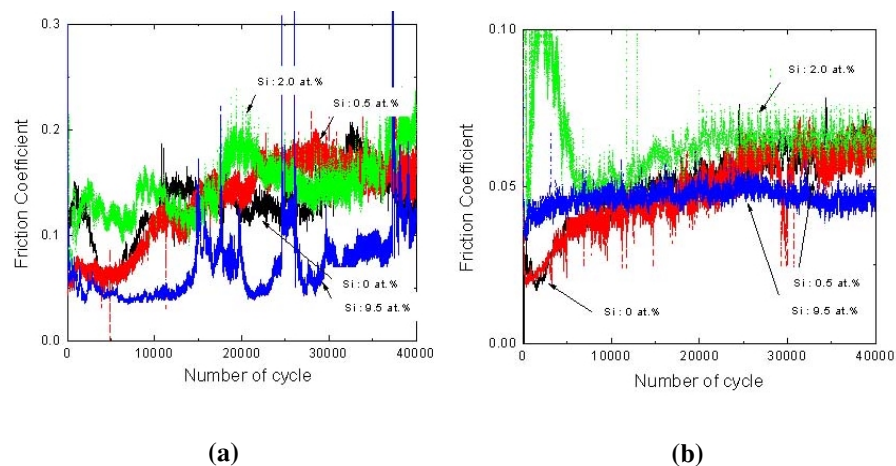 (a)
0.3
0.2
0.1
0.0
Friction Coefficient
0
10000
20000
30000
40000
Number of cycle
Si : 2.0 at.%
Si : 0.5 at.%
Si : 0 at.%
Si : 9.5 at.%
(b)
0.10
0.05
0.00
Friction Coefficient
0
10000
20000
30000
40000
Number of cycle
Si : 2.0 at.%
Si : 0.5 at.%
Si : 9.5 at.%
Si : 0 at.%
(a)
(b)